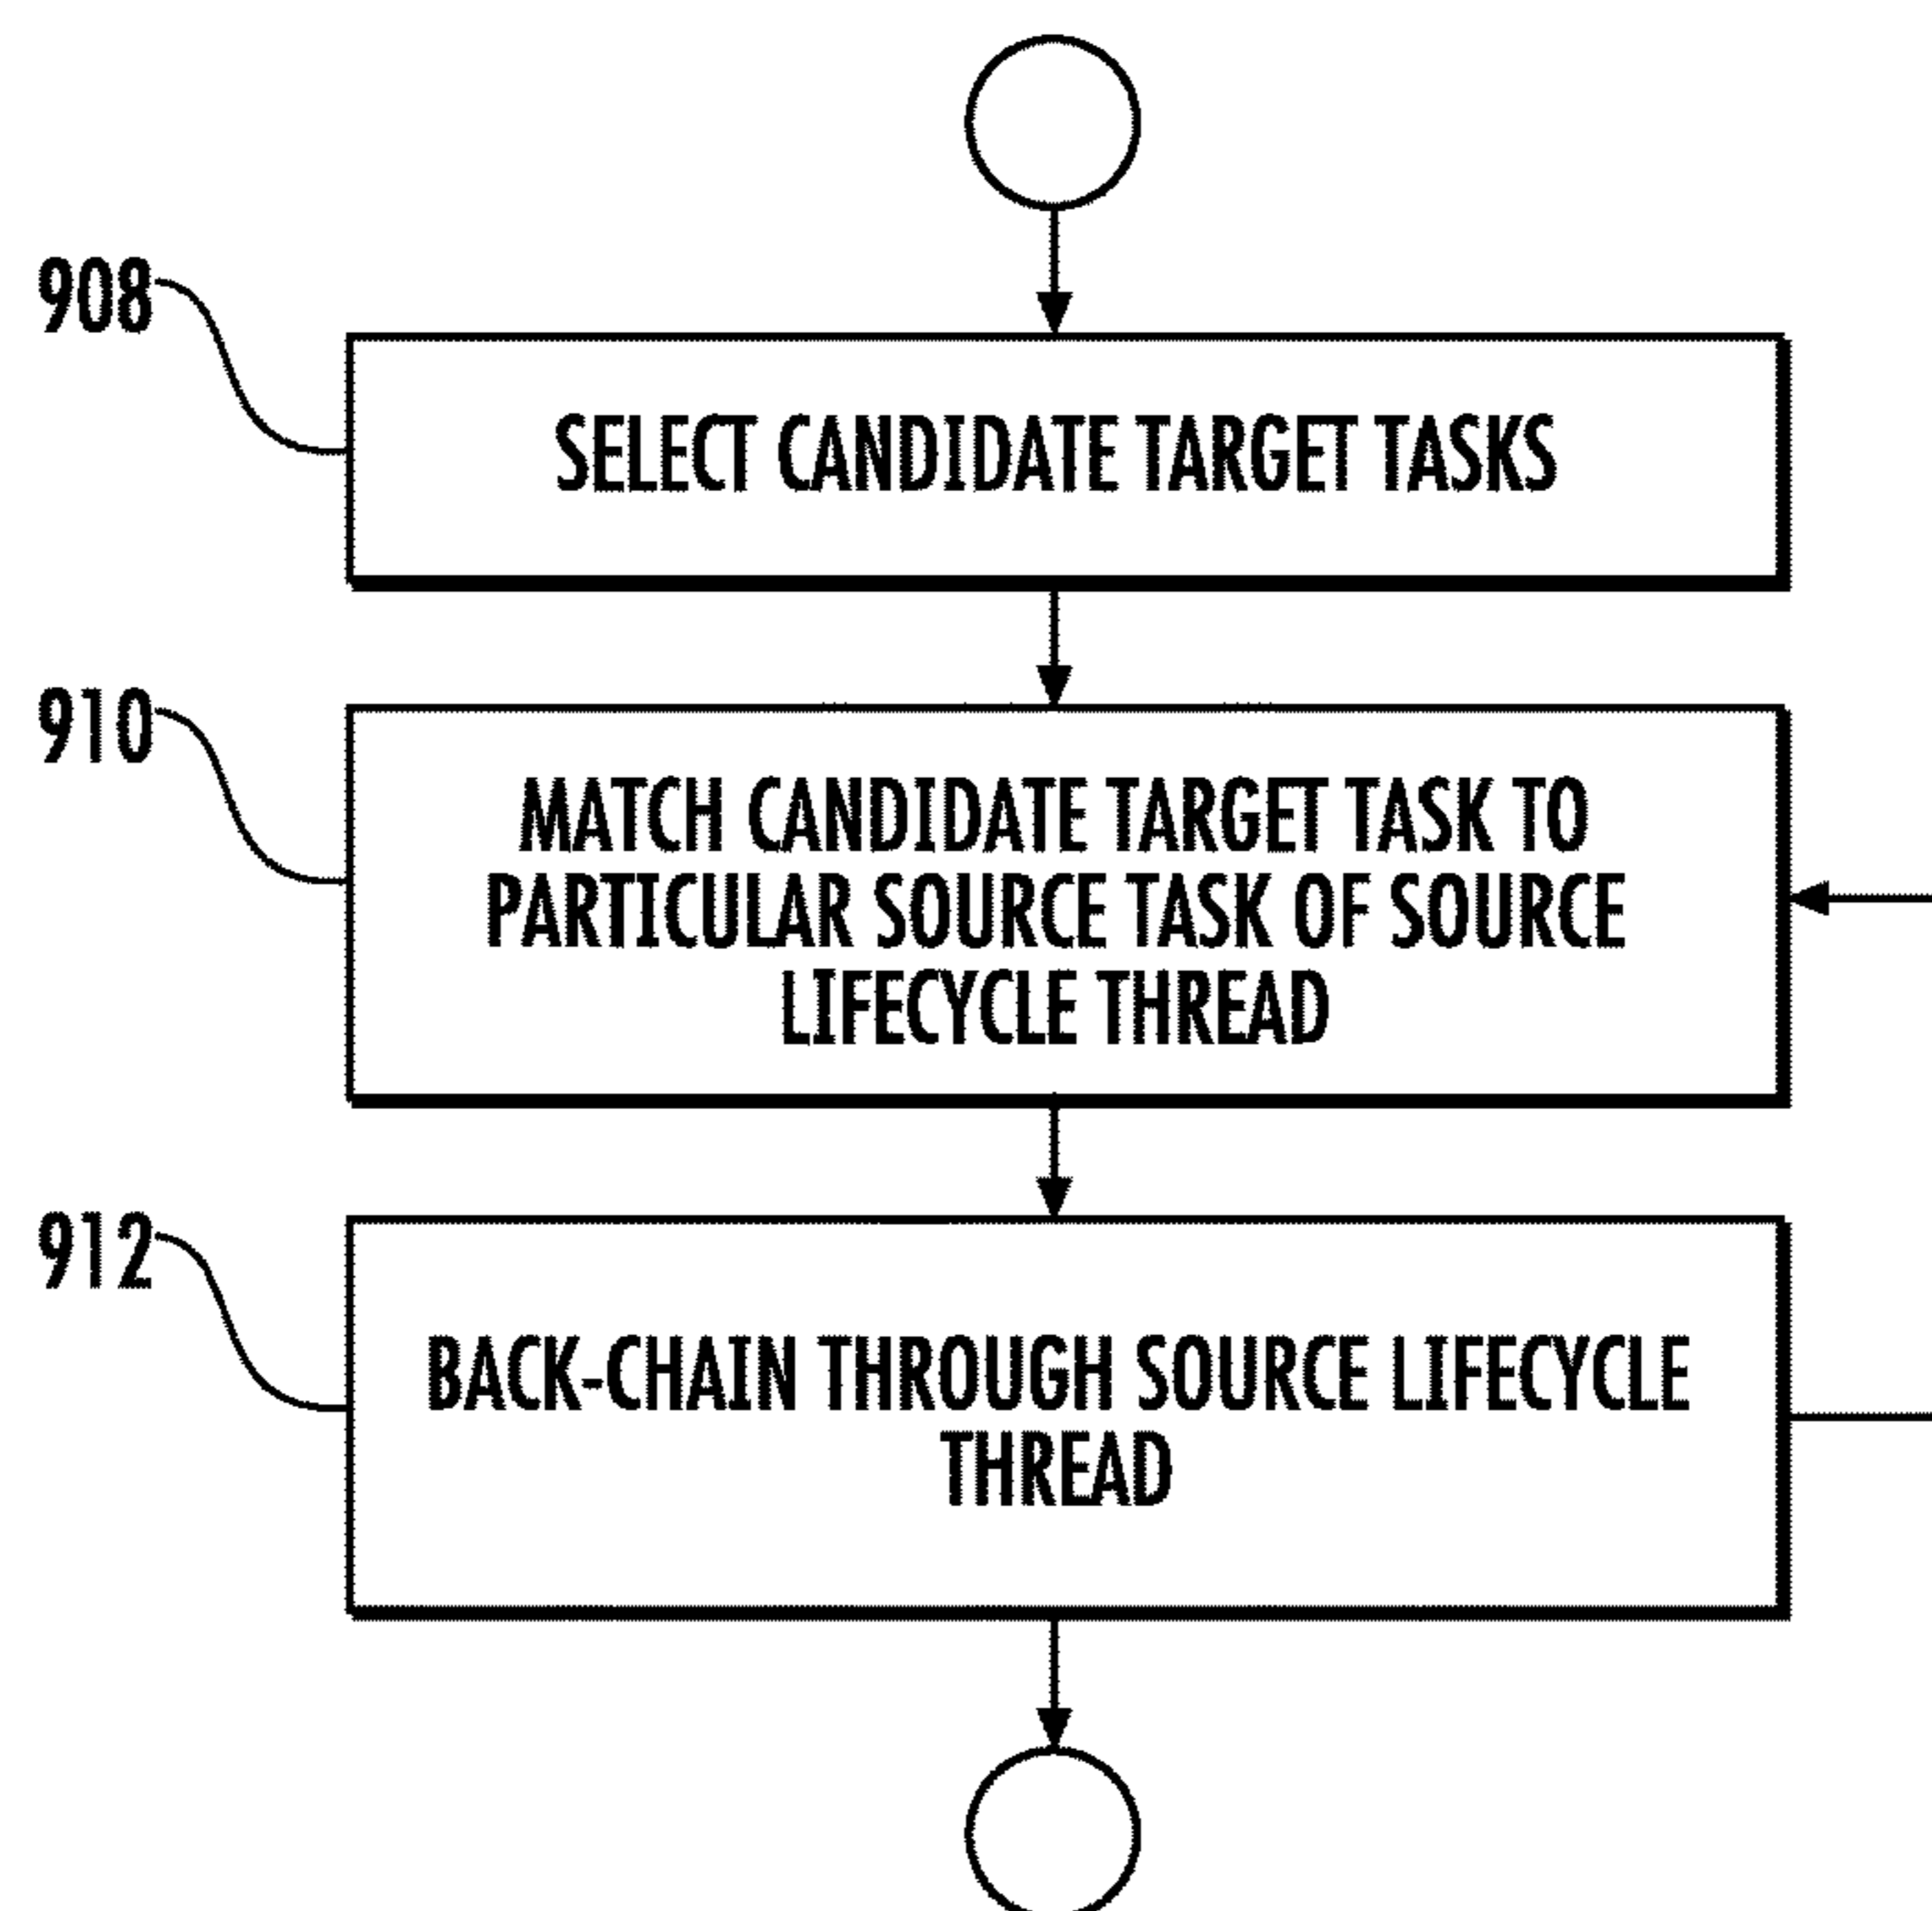 908
SELECT CANDIDATE TARGET TASKS
910
MATCH CANDIDATE TARGET TASK TO
PARTICULAR SOURCE TASK OF SOURCE
LIFECYCLE THREAD
912
BACK-CHAIN THROUGH SOURCE LIFECYCLE
THREAD